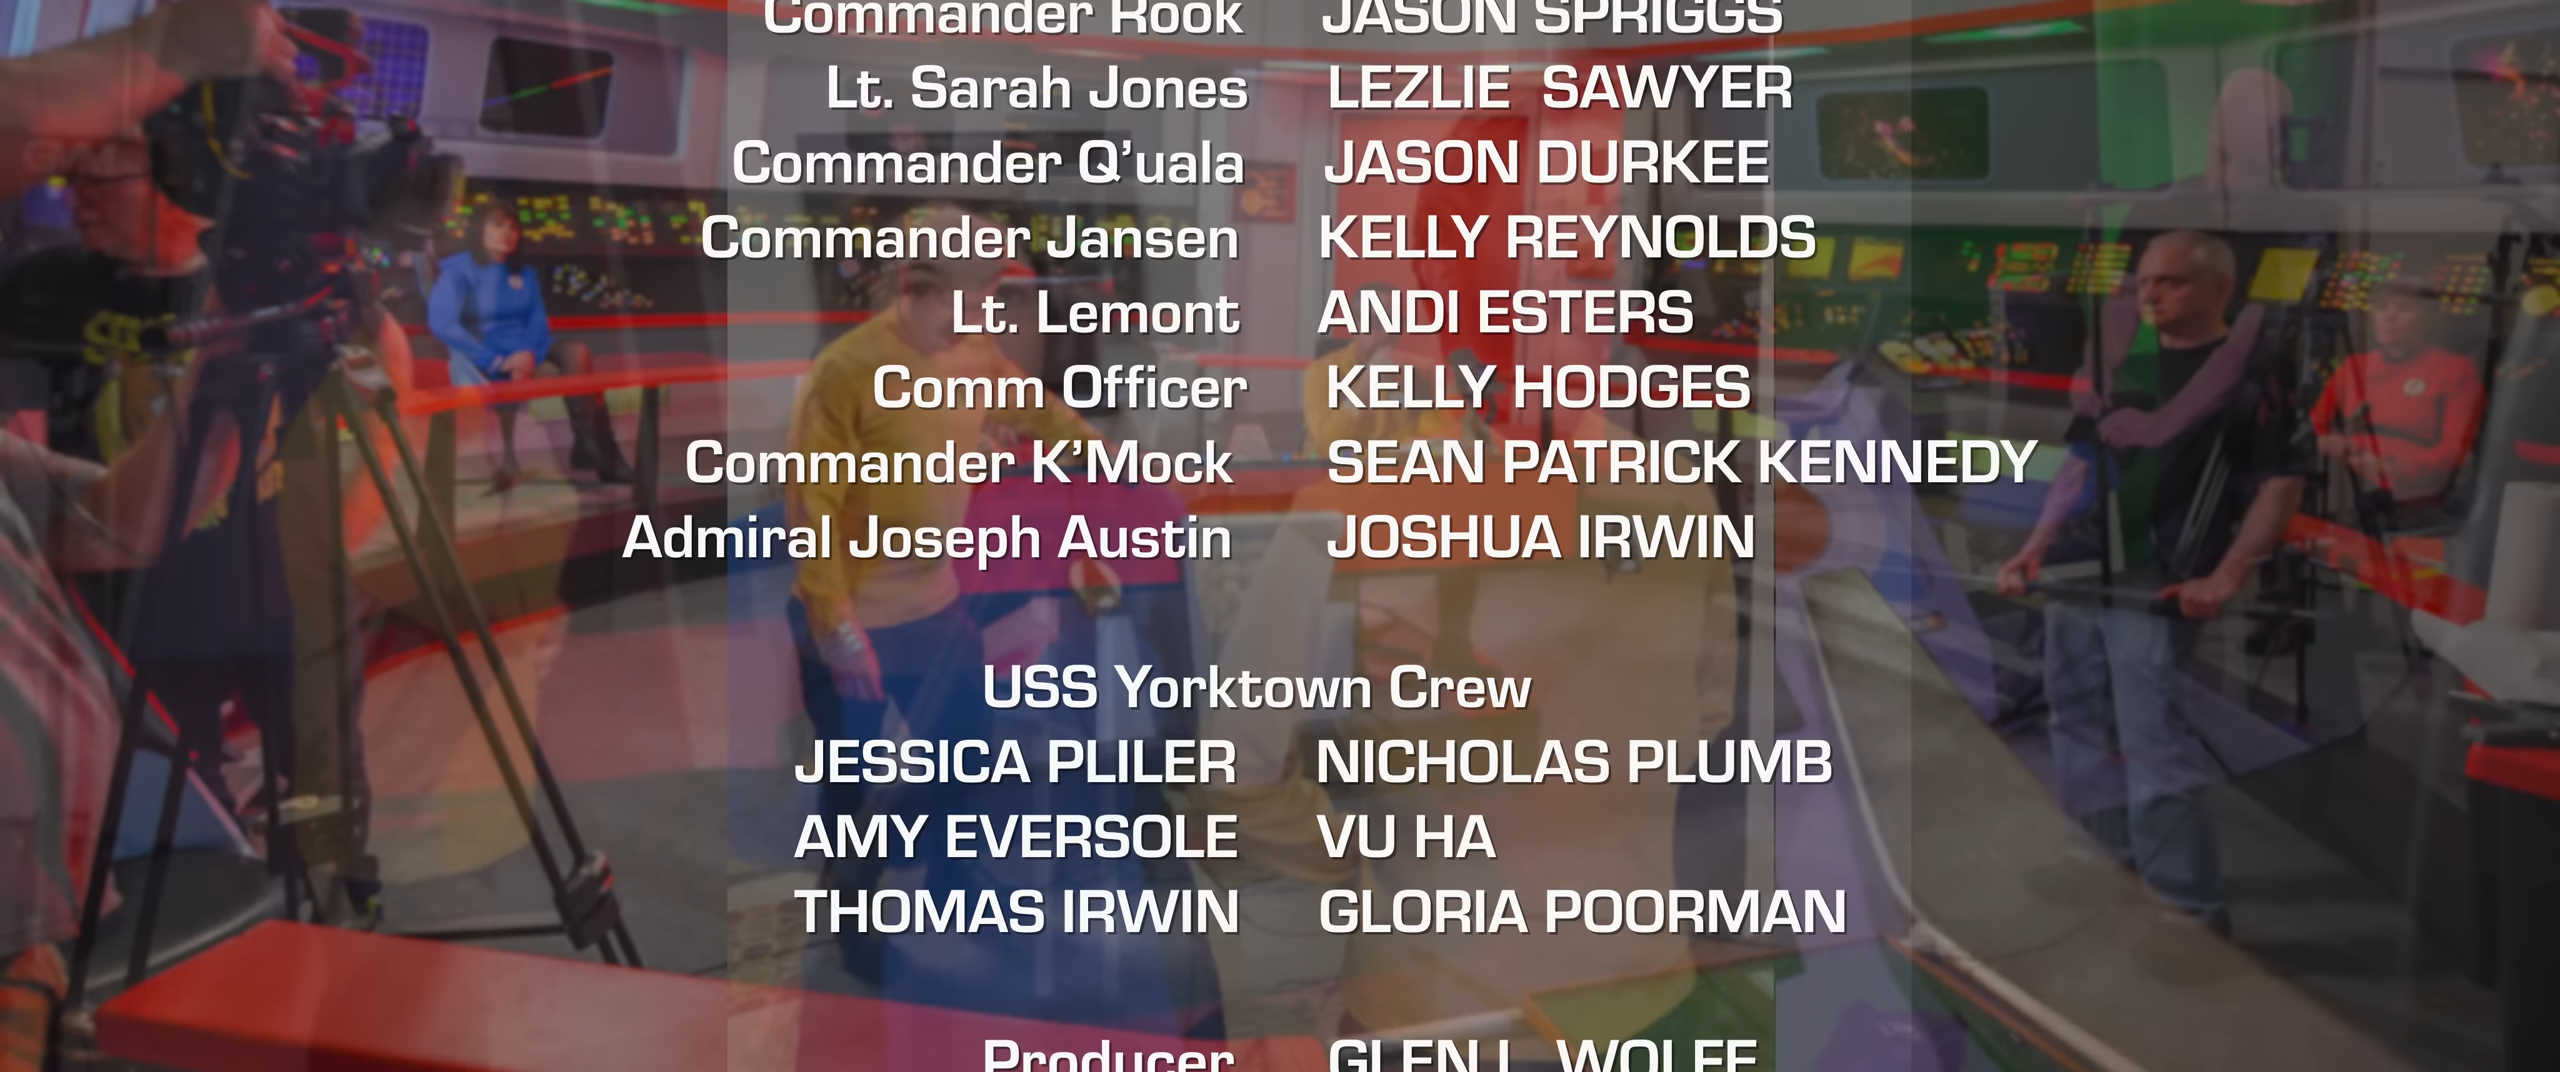 Commander Rook JASON SPRIGGS
Lt. Sarah Jones LEZLIE SAWYER
Commander Q’uala JASON DURKEE
Commander Jansen KELLY REYNOLDS
Lt. Lemont ANDI ESTERS
Comm Officer KELLY HODGES
Commander K’Mock SEAN PATRICK KENNEDY
Admiral Joseph Austin JOSHUA IRWIN
USS Yorktown Crew
JESSICA PLILER NICHOLAS PLUMB
AMY EVERSOLE VU HA
THOMAS IRWIN GLORIA POORMAN
Producer GLEN L. WOLFE